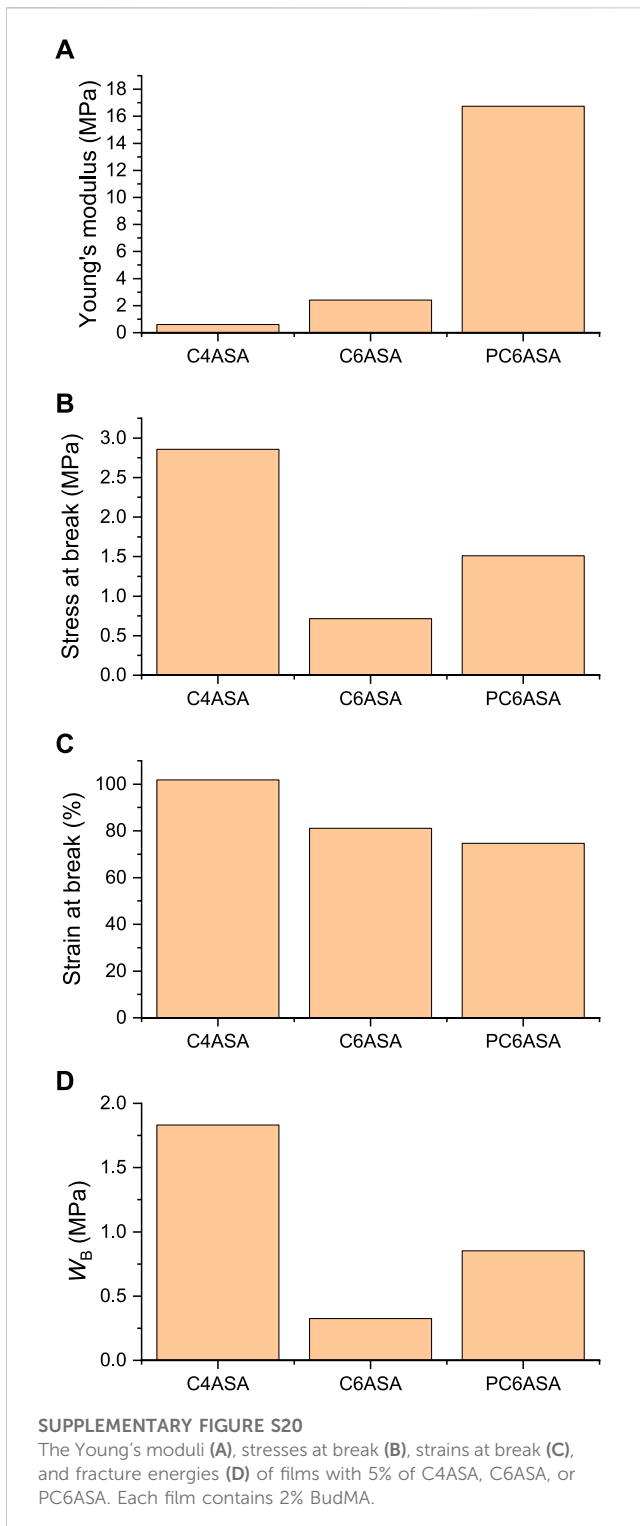 A
Young's modulus (MPa)
18
16
14
12
10
8
6
4
2
0
C4ASA C6ASA PC6ASA
B
Stress at break (MPa)
3.0
2.5
2.0
1.5
1.0
0.5
0.0
C4ASA C6ASA PC6ASA
C
Strain at break (%)
100
80
60
40
20
0
C4ASA C6ASA PC6ASA
D
W_B (MPa)
2.0
1.5
1.0
0.5
0.0
C4ASA C6ASA PC6ASA
SUPPLEMENTARY FIGURE S20
The Young's moduli (A), stresses at break (B), strains at break (C),
and fracture energies (D) of films with 5% of C4ASA, C6ASA, or
PC6ASA. Each film contains 2% BudMA.